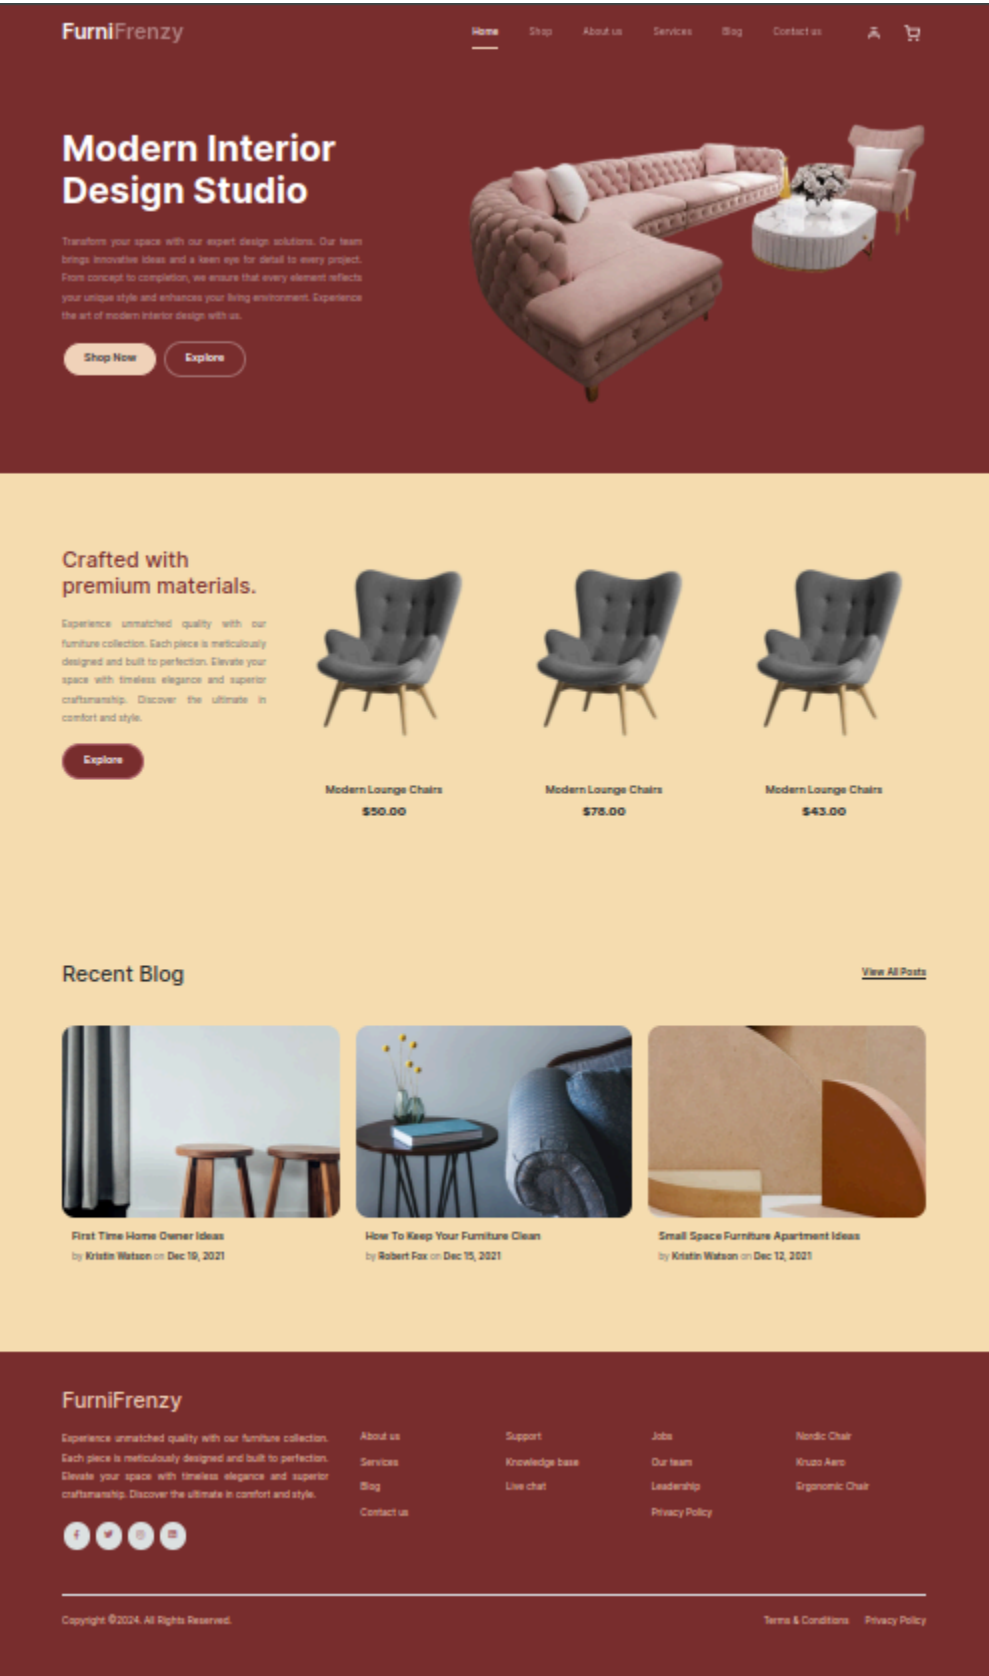 FurniFrenzy
Home Shop About us Services Blog Contact us
Modern Interior
Design Studio
Transform your space with our expert design solutions. Our team
brings innovative ideas and a keen eye for detail to every project.
From concept to completion, we ensure that every element reflects
your unique style and enhances your living environment. Experience
the art of modern interior design with us.
Shop Now Explore
Crafted with
premium materials.
Experience unmatched quality with our
furniture collection. Each piece is meticulously
designed and built to perfection. Elevate your
space with timeless elegance and superior
craftsmanship. Discover the ultimate in
comfort and style.
Explore
Modern Lounge Chairs
$50.00
Modern Lounge Chairs
$78.00
Modern Lounge Chairs
$43.00
Recent Blog
View All Posts
First Time Home Owner Ideas
by Kristin Watson on Dec 19, 2021
How To Keep Your Furniture Clean
by Robert Fox on Dec 15, 2021
Small Space Furniture Apartment Ideas
by Kristin Watson on Dec 12, 2021
FurniFrenzy
Experience unmatched quality with our furniture collection.
Each piece is meticulously designed and built to perfection.
Elevate your space with timeless elegance and superior
craftsmanship. Discover the ultimate in comfort and style.
About us
Services
Blog
Contact us
Support
Knowledge base
Live chat
Jobs
Our team
Leadership
Privacy Policy
Nordic Chair
Kruzo Aero
Ergonomic Chair
Copyright ©2024. All Rights Reserved.
Terms & Conditions Privacy Policy